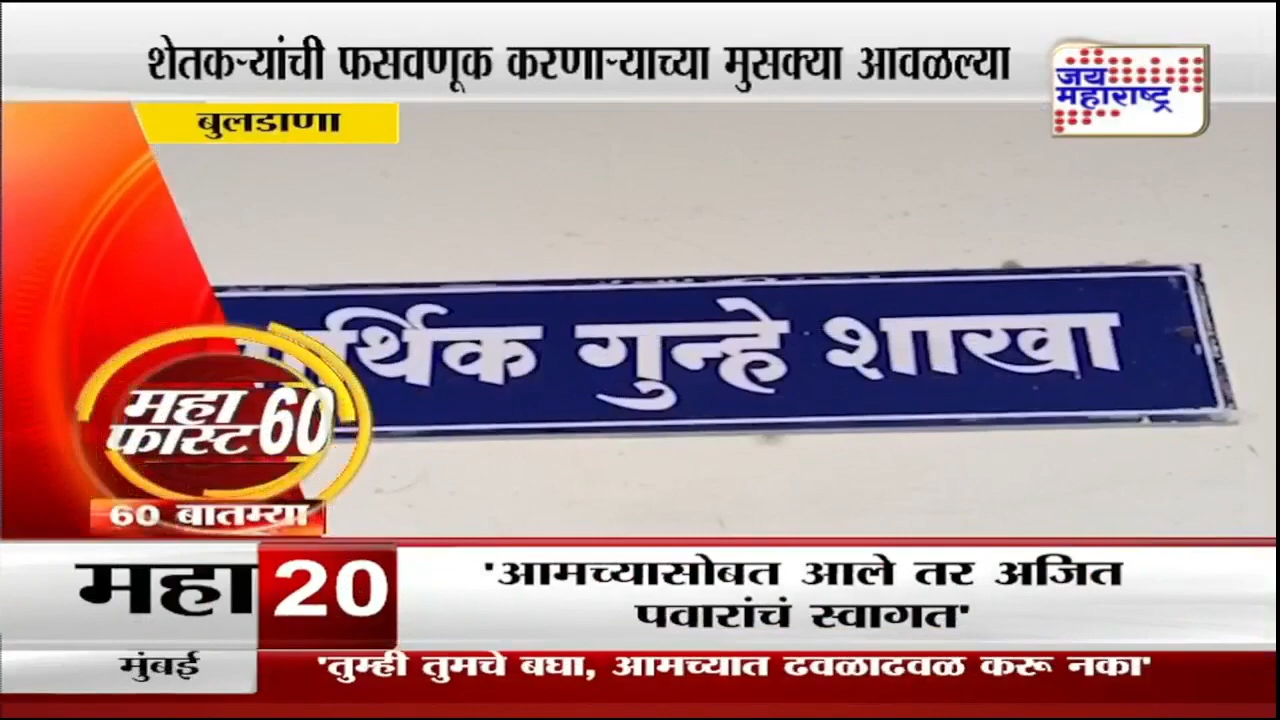 शेतकऱ्यांची फसवणूक करणाऱ्याच्या मुसक्या आवळल्या
जय
महाराष्ट्र
बुलडाणा
गुन्हे शाखा
महा
फास्ट 60
60 बातम्या
महा 20
'आमच्यासोबत आले तर अजित
पवारांचं स्वागत'
मुंबई
'तुम्ही तुमचे बघा, आमच्यात ढवळाढवळ करू नका'